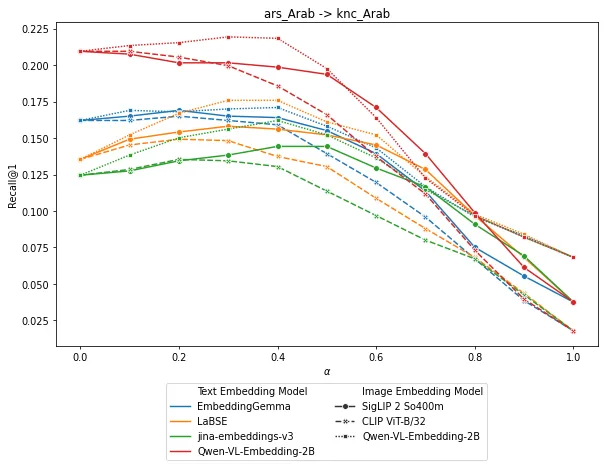 ars_Arab -> knc_Arab
Recall@1
0.225
0.200
0.175
0.150
0.125
0.100
0.075
0.050
0.025
0.0 0.2 0.4 0.6 0.8 1.0
α
Text Embedding Model Image Embedding Model
EmbeddingGemma SigLIP 2 So400m
LaBSE CLIP ViT-B/32
jina-embeddings-v3 Qwen-VL-Embedding-2B
Qwen-VL-Embedding-2B